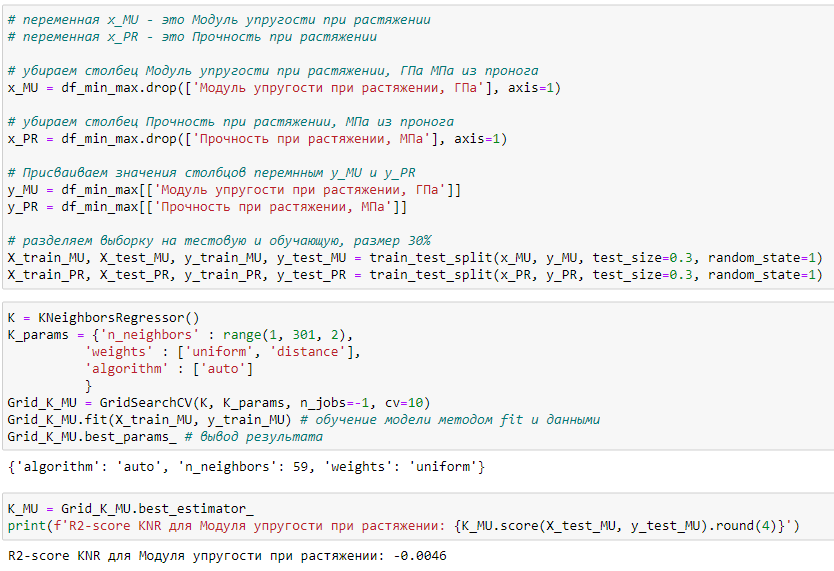 # переменная x_MU - это Модуль упругости при растяжении
# переменная x_PR - это Прочность при растяжении
# убираем столбец Модуль упругости при растяжении, ГПа МПа из пронога
x_MU = df_min_max.drop(['Модуль упругости при растяжении, ГПа'], axis=1)
# убираем столбец Прочность при растяжении, МПа из пронога
x_PR = df_min_max.drop(['Прочность при растяжении, МПа'], axis=1)
# Присваиваем значения столбцов перемнным y_MU и y_PR
y_MU = df_min_max[['Модуль упругости при растяжении, ГПа']]
y_PR = df_min_max[['Прочность при растяжении, МПа']]
# разделяем выборку на тестовую и обучающую, размер 30%
X_train_MU, X_test_MU, y_train_MU, y_test_MU = train_test_split(x_MU, y_MU, test_size=0.3, random_state=1)
X_train_PR, X_test_PR, y_train_PR, y_test_PR = train_test_split(x_PR, y_PR, test_size=0.3, random_state=1)
K = KNeighborsRegressor()
K_params = {'n_neighbors' : range(1, 301, 2),
'weights' : ['uniform', 'distance'],
'algorithm' : ['auto']
}
Grid_K_MU = GridSearchCV(K, K_params, n_jobs=-1, cv=10)
Grid_K_MU.fit(X_train_MU, y_train_MU) # обучение модели методом fit и данными
Grid_K_MU.best_params_ # вывод результата
{'algorithm': 'auto', 'n_neighbors': 59, 'weights': 'uniform'}
K_MU = Grid_K_MU.best_estimator_
print(f'R2-score KNR для Модуля упругости при растяжении: {K_MU.score(X_test_MU, y_test_MU).round(4)}')
R2-score KNR для Модуля упругости при растяжении: -0.0046